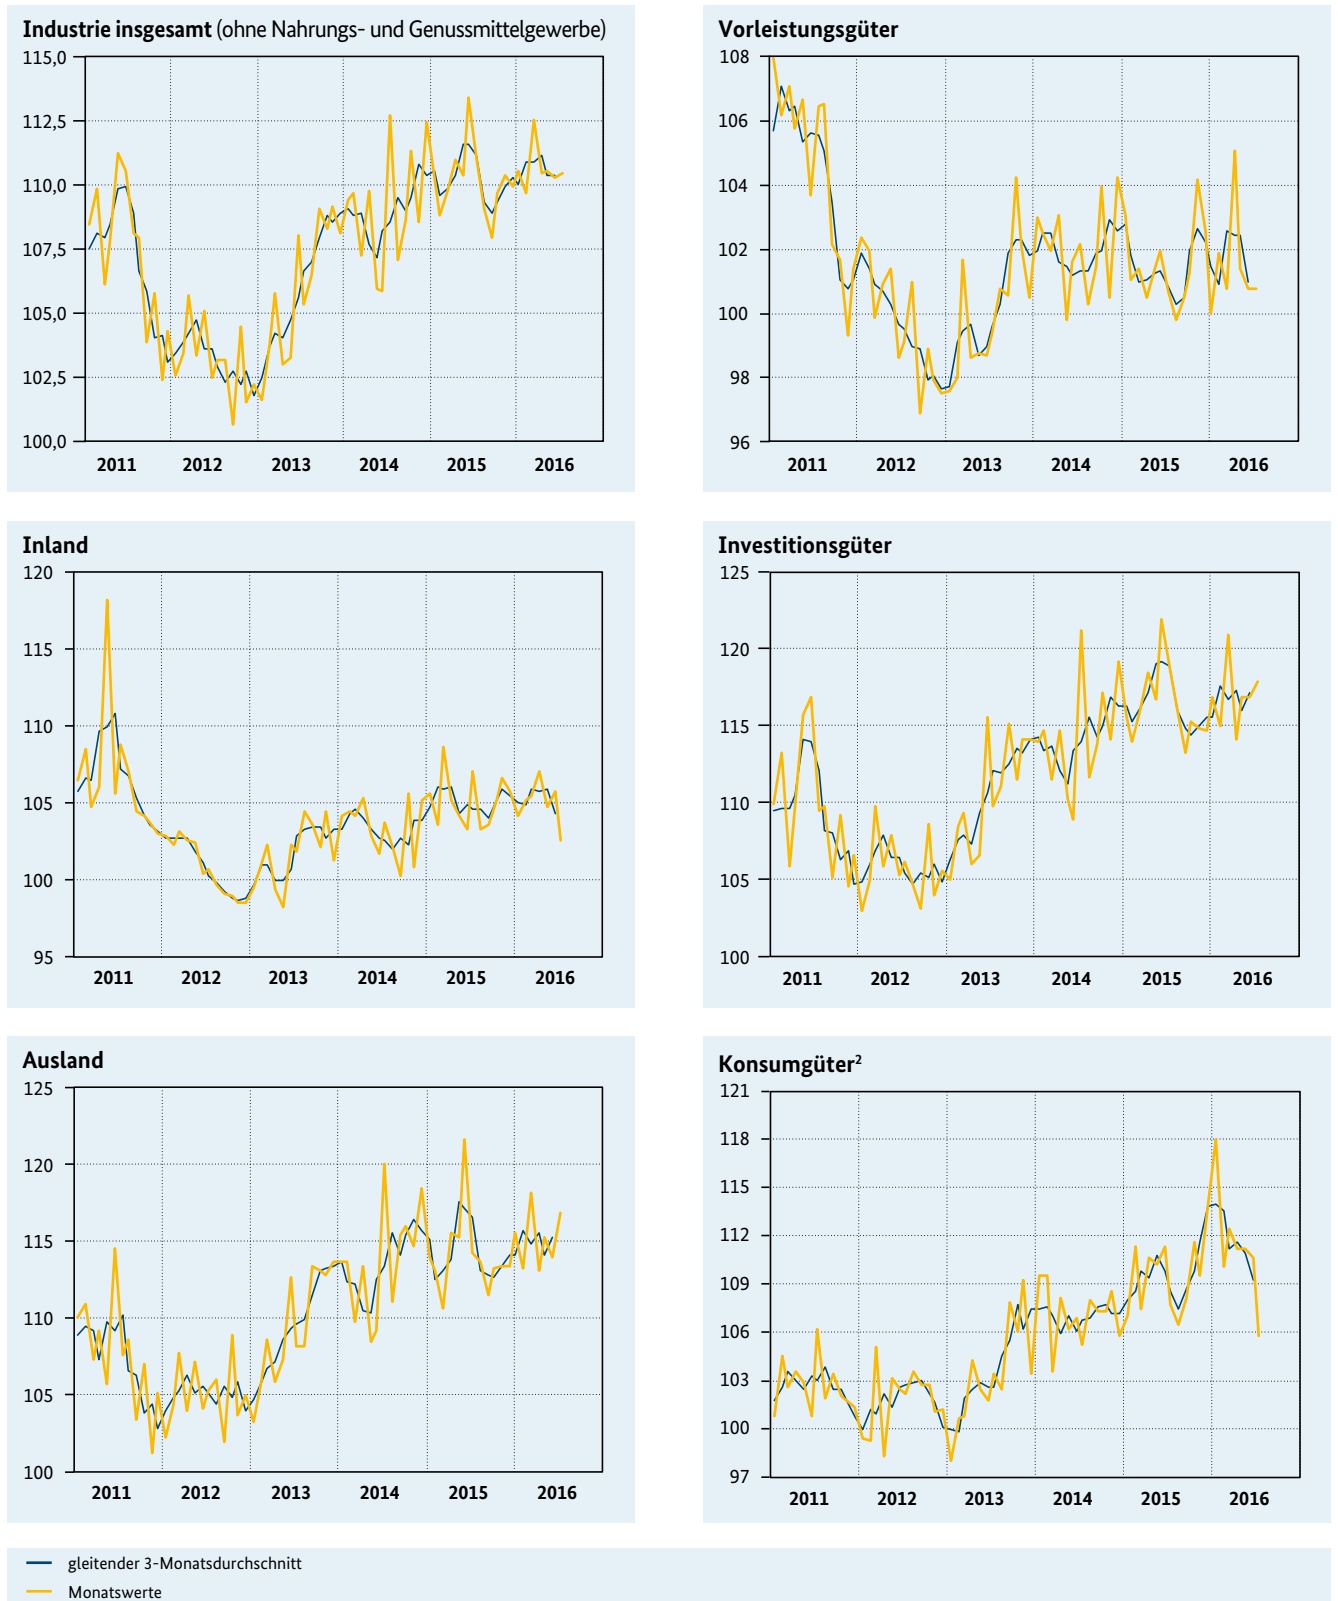 Industrie insgesamt (ohne Nahrungs- und Genussmittelgewerbe)
115,0
112,5
110,0
107,5
105,0
102,5
100,0
2011 2012 2013 2014 2015 2016
Vorleistungsgüter
108
106
104
102
100
98
96
2011 2012 2013 2014 2015 2016
Inland
120
115
110
105
100
95
2011 2012 2013 2014 2015 2016
Investitionsgüter
125
120
115
110
105
100
2011 2012 2013 2014 2015 2016
Ausland
125
120
115
110
105
100
2011 2012 2013 2014 2015 2016
Konsumgüter²
121
118
115
112
109
106
103
100
97
2011 2012 2013 2014 2015 2016
gleitender 3-Monatsdurchschnitt
Monatswerte